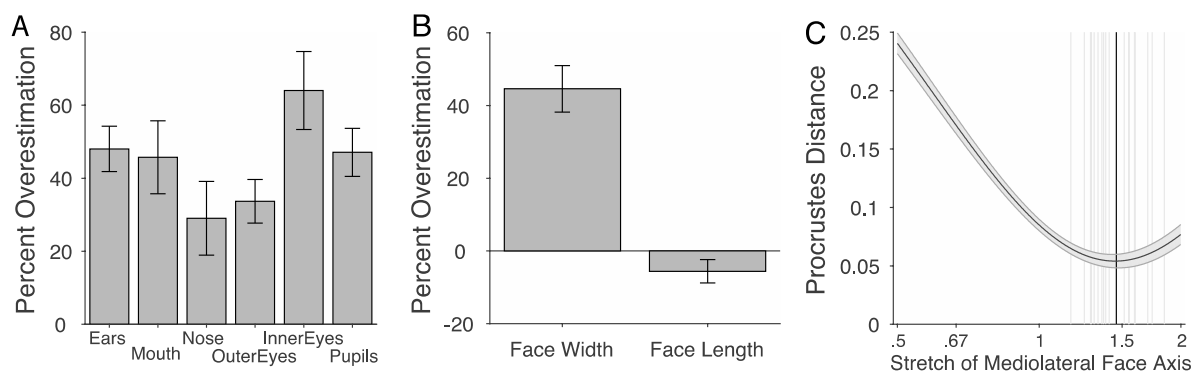 A
Percent Overestimation
80
60
40
20
0
Ears
Mouth
Nose
OuterEyes
InnerEyes
Pupils
B
Percent Overestimation
60
40
20
0
-20
Face Width
Face Length
C
Procrustes Distance
0.25
0.2
0.15
0.1
0.05
0
.5
.67
1
1.5
2
Stretch of Mediolateral Face Axis